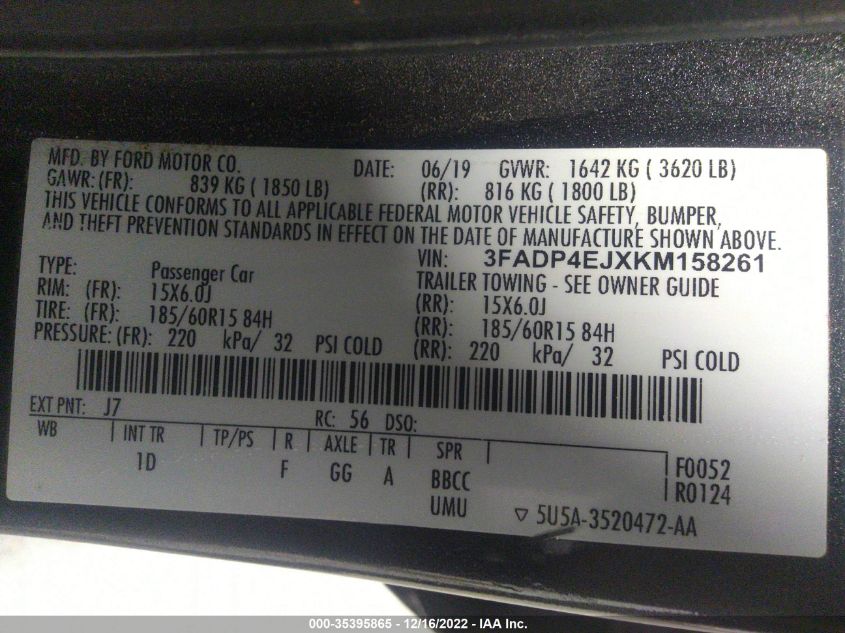 MFD. BY FORD MOTOR CO. DATE: 06/19 GVWR: 1642 KG ( 3620 LB)
GAWR: (FR): 839 KG ( 1850 LB) (RR): 816 KG ( 1800 LB)
THIS VEHICLE CONFORMS TO ALL APPLICABLE FEDERAL MOTOR VEHICLE SAFETY, BUMPER,
AND THEFT PREVENTION STANDARDS IN EFFECT ON THE DATE OF MANUFACTURE SHOWN ABOVE.
VIN: 3FADP4EJXKM158261
TYPE: Passenger Car TRAILER TOWING - SEE OWNER GUIDE
RIM: (FR): 15X6.0J (RR): 15X6.0J
TIRE: (FR): 185/60R15 84H (RR): 185/60R15 84H
PRESSURE: (FR): 220 kPa/ 32 PSI COLD (RR): 220 kPa/ 32 PSI COLD
EXT PNT: J7 RC: 56 DSO:
WB INT TR TP/PS R AXLE TR SPR
1D F GG A BBCC F0052
UMU R0124
▽ 5U5A-3520472-AA
000-35395865 - 12/16/2022 - IAA Inc.